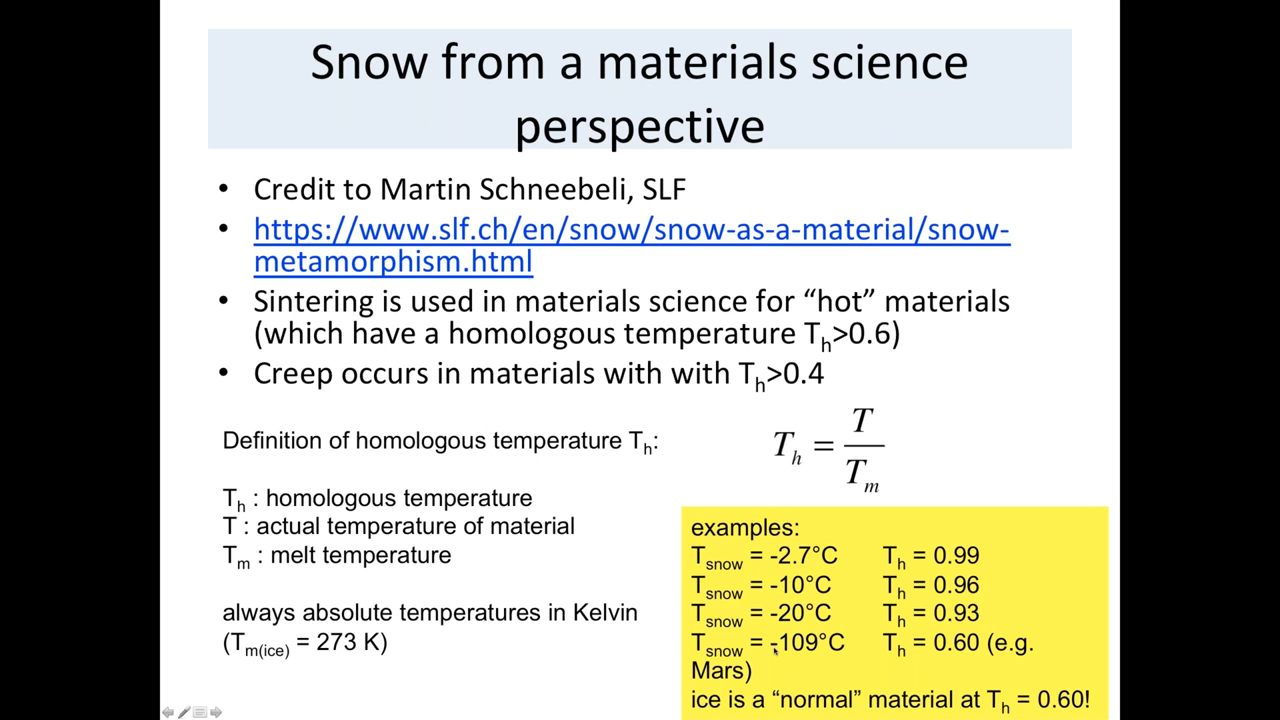 Snow from a materials science
perspective
• Credit to Martin Schneebeli, SLF
• https://www.slf.ch/en/snow/snow-as-a-material/snow-
metamorphism.html
• Sintering is used in materials science for “hot” materials
(which have a homologous temperature Th>0.6)
• Creep occurs in materials with with Th>0.4
Definition of homologous temperature Th:
Th = T / Tm
Th : homologous temperature
T : actual temperature of material
Tm : melt temperature
always absolute temperatures in Kelvin
(Tm(ice) = 273 K)
examples:
Tsnow = -2.7°C Th = 0.99
Tsnow = -10°C Th = 0.96
Tsnow = -20°C Th = 0.93
Tsnow = -109°C Th = 0.60 (e.g.
Mars)
ice is a “normal” material at Th = 0.60!